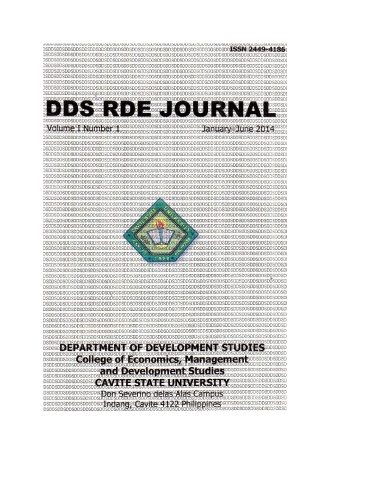 ISSN 2449-4186
DDS RDE JOURNAL
Volume I Number 1 January-June 2014
DEPARTMENT OF DEVELOPMENT STUDIES
College of Economics, Management
and Development Studies
CAVITE STATE UNIVERSITY
Don Severino delas Alas Campus
Indang, Cavite 4122 Philippines